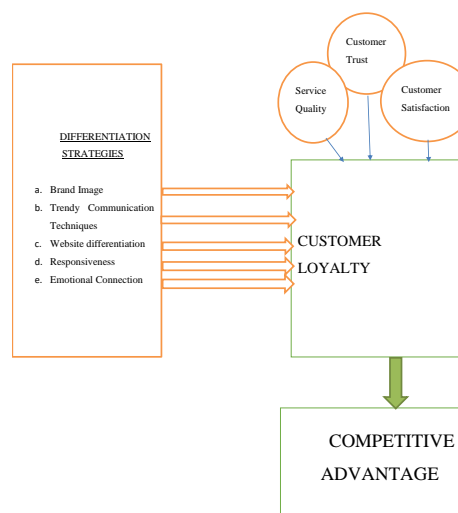 DIFFERENTIATION
STRATEGIES
a. Brand Image
b. Trendy Communication
Techniques
c. Website differentiation
d. Responsiveness
e. Emotional Connection
Customer
Trust
Service
Quality
Customer
Satisfaction
CUSTOMER
LOYALTY
COMPETITIVE
ADVANTAGE